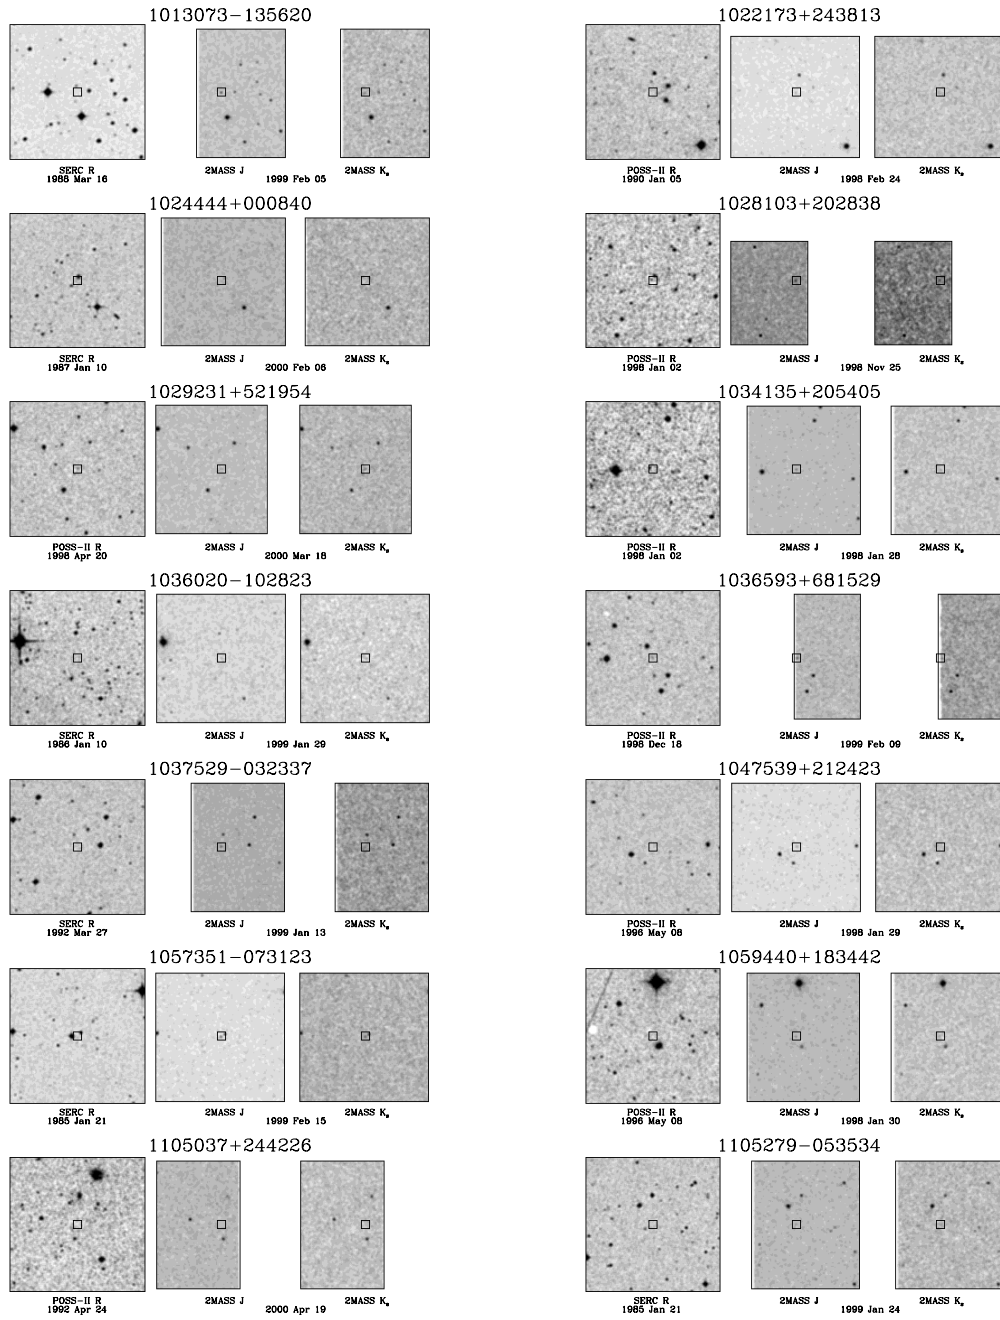 1013073-135620
SERC R
1988 Mar 16
2MASS J
1999 Feb 05
2MASS Ks
1022173+243813
POSS-II R
1990 Jan 05
2MASS J
1998 Feb 24
2MASS Ks
1024444+000840
SERC R
1987 Jan 10
2MASS J
2000 Feb 06
2MASS Ks
1028103+202838
POSS-II R
1998 Jan 02
2MASS J
1998 Nov 25
2MASS Ks
1029231+521954
POSS-II R
1998 Apr 20
2MASS J
2000 Mar 18
2MASS Ks
1034135+205405
POSS-II R
1998 Jan 02
2MASS J
1998 Jan 28
2MASS Ks
1036020-102823
SERC R
1986 Jan 10
2MASS J
1999 Jan 29
2MASS Ks
1036593+681529
POSS-II R
1998 Dec 18
2MASS J
1999 Feb 09
2MASS Ks
1037529-032337
SERC R
1992 Mar 27
2MASS J
1999 Jan 13
2MASS Ks
1047539+212423
POSS-II R
1996 May 08
2MASS J
1998 Jan 29
2MASS Ks
1057351-073123
SERC R
1985 Jan 21
2MASS J
1999 Feb 15
2MASS Ks
1059440+183442
POSS-II R
1996 May 08
2MASS J
1998 Jan 30
2MASS Ks
1105037+244226
POSS-II R
1992 Apr 24
2MASS J
2000 Apr 19
2MASS Ks
1105279-053534
SERC R
1985 Jan 21
2MASS J
1999 Jan 24
2MASS Ks